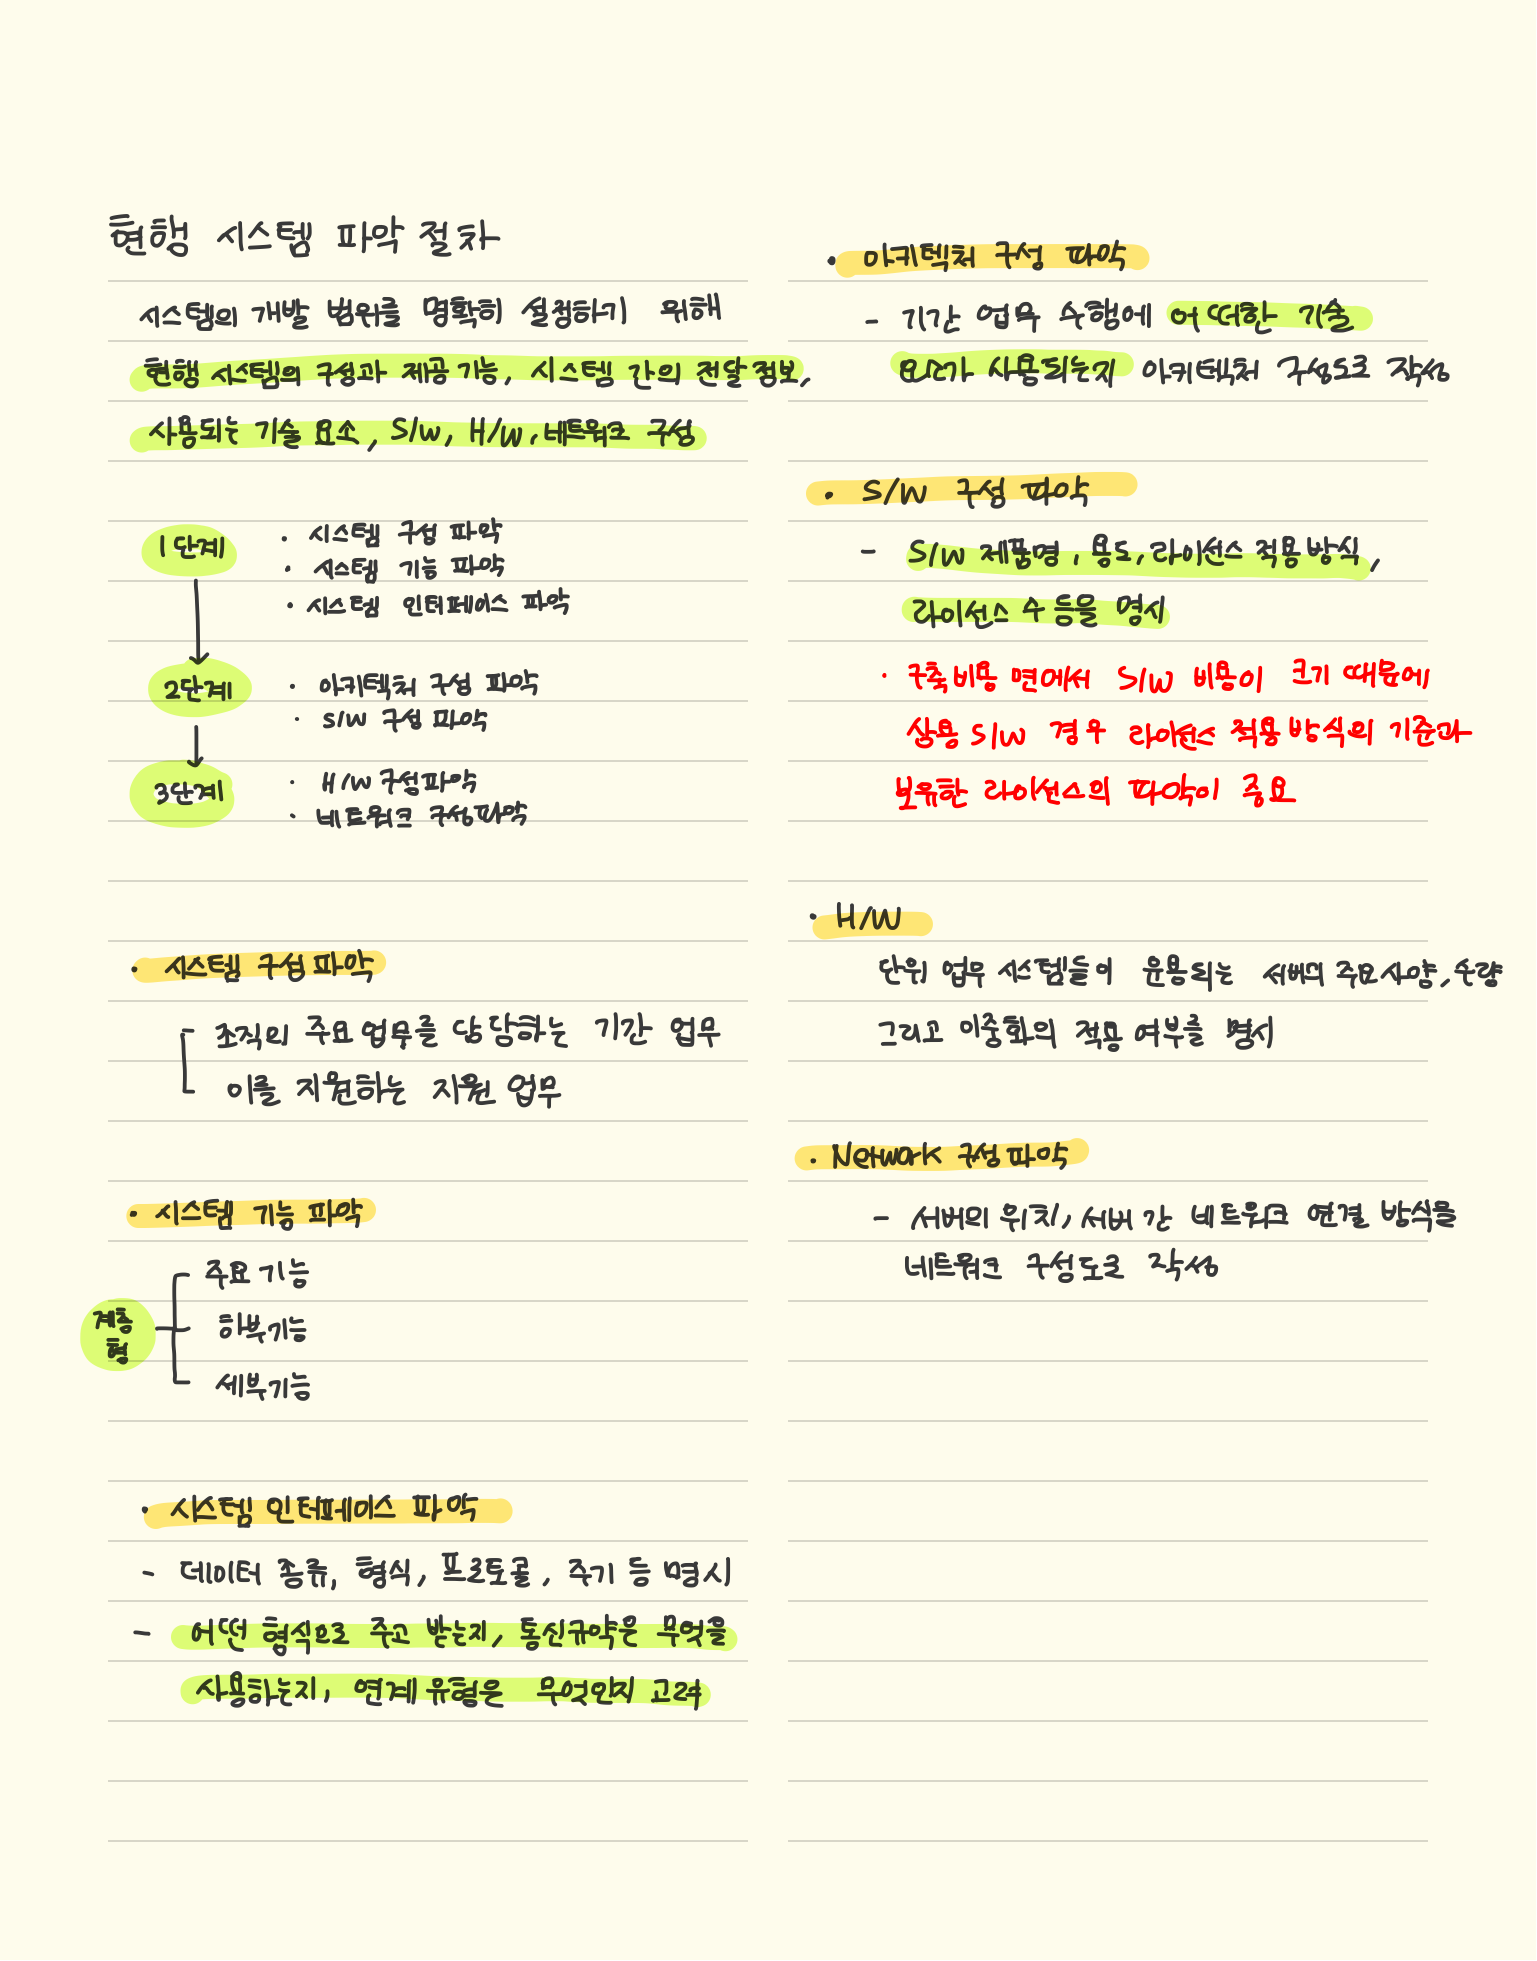 현행 시스템 파악 절차
시스템의 개발 범위를 명확히 설정하기 위해
현행 시스템의 구성과 제공 기능, 시스템 간의 전달 정보,
사용되는 기술 요소, S/W, H/W, 네트워크 구성
1단계
· 시스템 구성 파악
· 시스템 기능 파악
· 시스템 인터페이스 파악
2단계
· 아키텍처 구성 파악
· S/W 구성 파악
3단계
· H/W 구성파악
· 네트워크 구성파악
· 시스템 구성 파악
조직의 주요업무를 담당하는 기간 업무
이를 지원하는 지원 업무
· 시스템 기능 파악
계층
형
주요 기능
하부기능
세부기능
· 시스템 인터페이스 파악
- 데이터 종류, 형식, 프로토콜, 주기 등 명시
- 어떤 형식으로 주고 받는지, 통신규약은 무엇을
사용하는지, 연계 유형은 무엇인지 고려
· 아키텍처 구성 파악
- 기간 업무 수행에 어떠한 기술
요소가 사용되는지 아키텍처 구성도로 작성
· S/W 구성 파악
- S/W 제품명, 용도, 라이선스 적용방식,
라이선스 수 등을 명시
· 구축비용 면에서 S/W 비용이 크기 때문에
상용 S/W 경우 라이선스 적용방식의 기준과
보유한 라이선스의 파악이 중요
· H/W
단위 업무 시스템들이 운용되는 서버의 주요사양, 수량
그리고 이중화의 적용 여부를 명시
· Network 구성파악
- 서버의 위치, 서버 간 네트워크 연결 방식을
네트워크 구성도로 작성